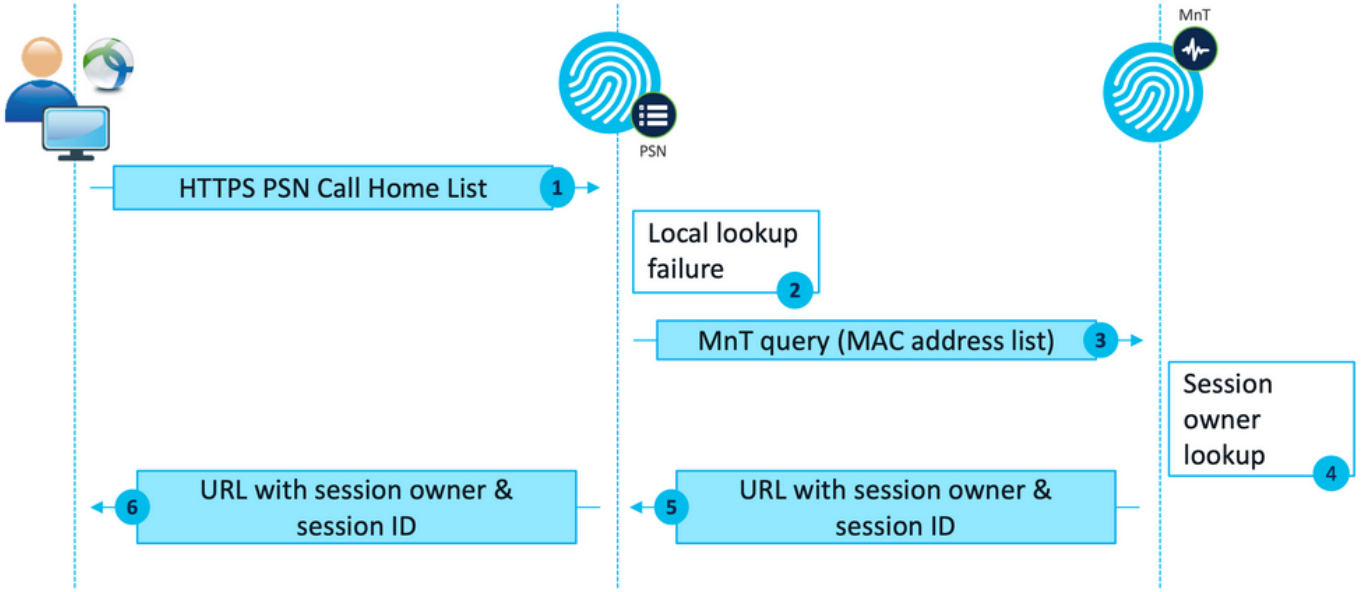 MnT
PSN
HTTPS PSN Call Home List
1
Local lookup
failure
2
MnT query (MAC address list)
3
Session
owner
lookup
4
URL with session owner &
session ID
5
URL with session owner &
session ID
6